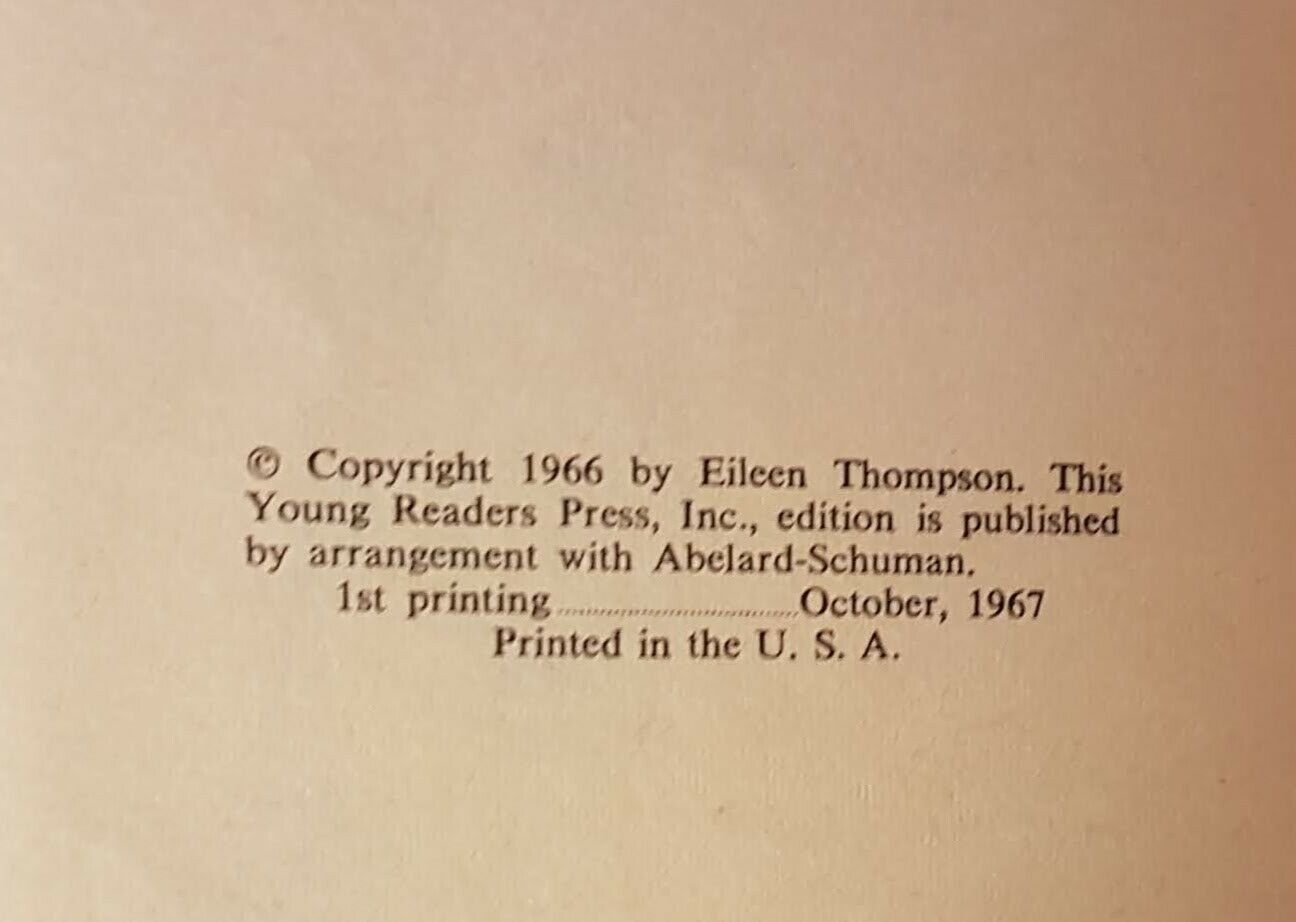 © Copyright 1966 by Eileen Thompson. This
Young Readers Press, Inc., edition is published
by arrangement with Abelard-Schuman.
1st printing..............................October, 1967
Printed in the U. S. A.